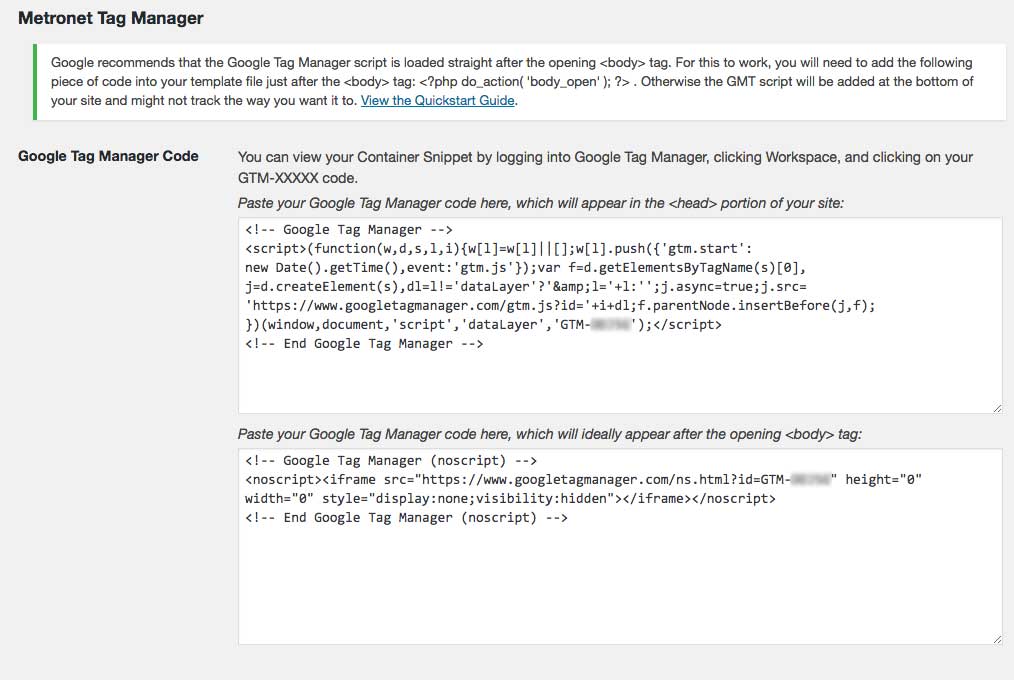 Metronet Tag Manager
Google recommends that the Google Tag Manager script is loaded straight after the opening <body> tag. For this to work, you will need to add the following
piece of code into your template file just after the <body> tag: <?php do_action( 'body_open' ); ?> . Otherwise the GMT script will be added at the bottom of
your site and might not track the way you want it to. View the Quickstart Guide.
Google Tag Manager Code
You can view your Container Snippet by logging into Google Tag Manager, clicking Workspace, and clicking on your
GTM-XXXXX code.
Paste your Google Tag Manager code here, which will appear in the <head> portion of your site:
<!-- Google Tag Manager -->
<script>(function(w,d,s,l,i){w[l]=w[l]||[];w[l].push({'gtm.start':
new Date().getTime(),event:'gtm.js'});var f=d.getElementsByTagName(s)[0],
j=d.createElement(s),dl=l!='dataLayer'?'&amp;l='+l:'';j.async=true;j.src=
'https://www.googletagmanager.com/gtm.js?id='+i+dl;f.parentNode.insertBefore(j,f);
})(window,document,'script','dataLayer','GTM-');</script>
<!-- End Google Tag Manager -->
Paste your Google Tag Manager code here, which will ideally appear after the opening <body> tag:
<!-- Google Tag Manager (noscript) -->
<noscript><iframe src="https://www.googletagmanager.com/ns.html?id=GTM-" height="0"
width="0" style="display:none;visibility:hidden"></iframe></noscript>
<!-- End Google Tag Manager (noscript) -->